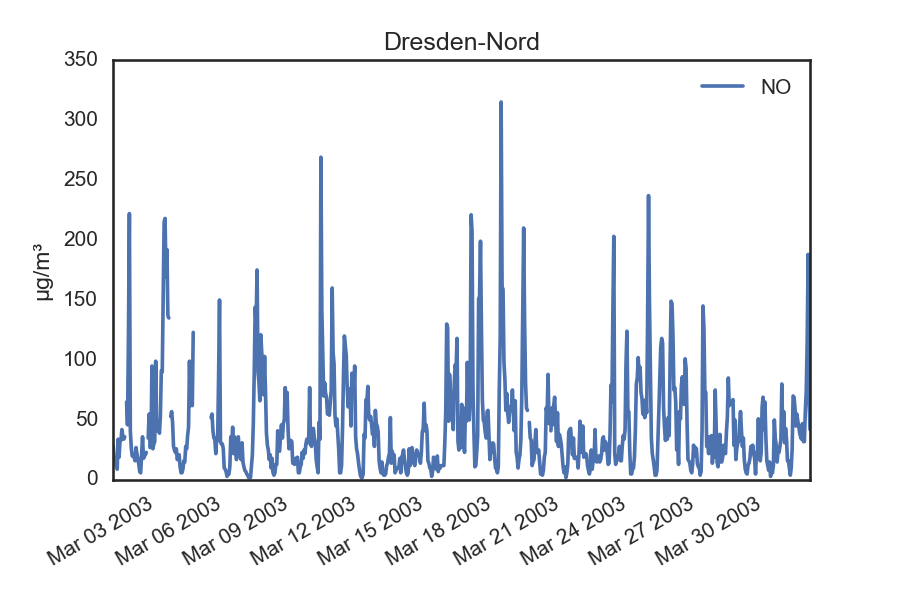 Dresden-Nord
µg/m³
350
300
250
200
150
100
50
0
NO
Mar 03 2003
Mar 06 2003
Mar 09 2003
Mar 12 2003
Mar 15 2003
Mar 18 2003
Mar 21 2003
Mar 24 2003
Mar 27 2003
Mar 30 2003